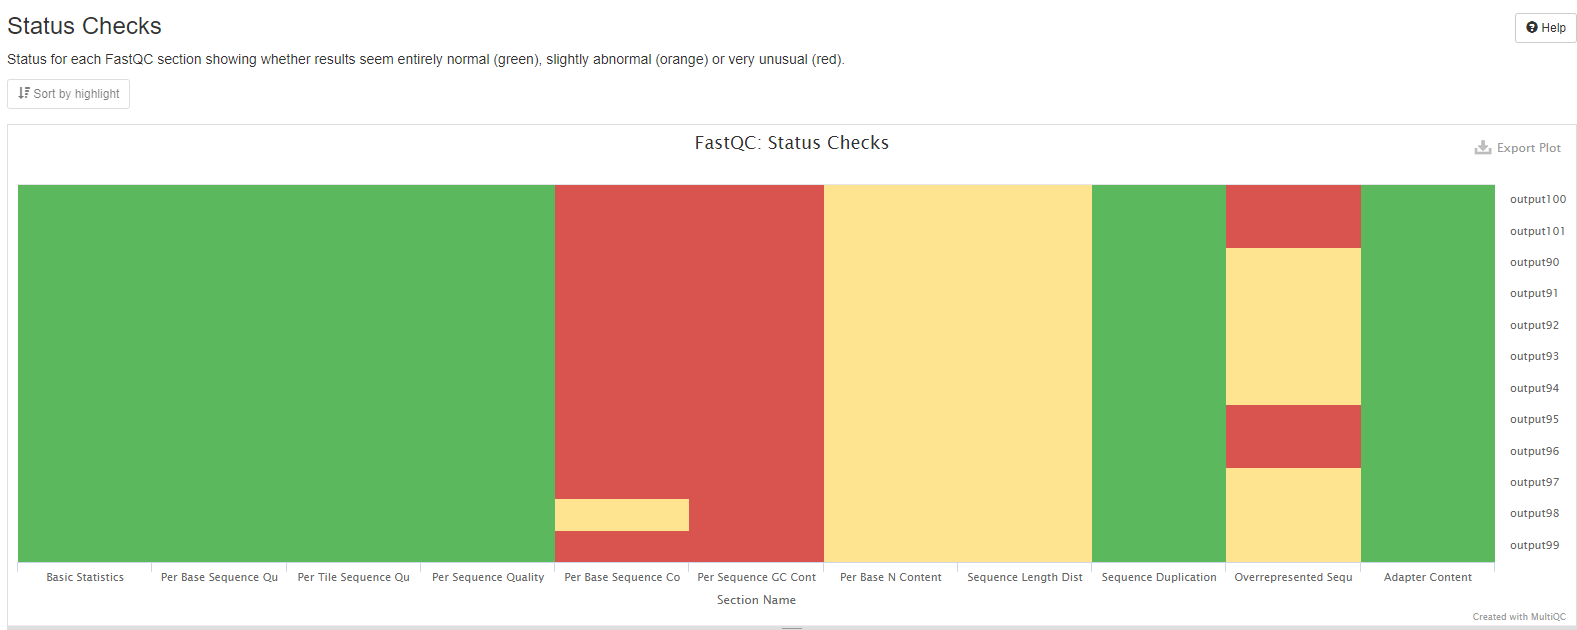 Status Checks
Help
Status for each FastQC section showing whether results seem entirely normal (green), slightly abnormal (orange) or very unusual (red).
Sort by highlight
FastQC: Status Checks
Export Plot
output100
output101
output90
output91
output92
output93
output94
output95
output96
output97
output98
output99
Basic Statistics Per Base Sequence Qu Per Tile Sequence Qu Per Sequence Quality Per Base Sequence Co Per Sequence GC Cont Per Base N Content Sequence Length Dist Sequence Duplication Overrepresented Sequ Adapter Content
Section Name
Created with MultiQC